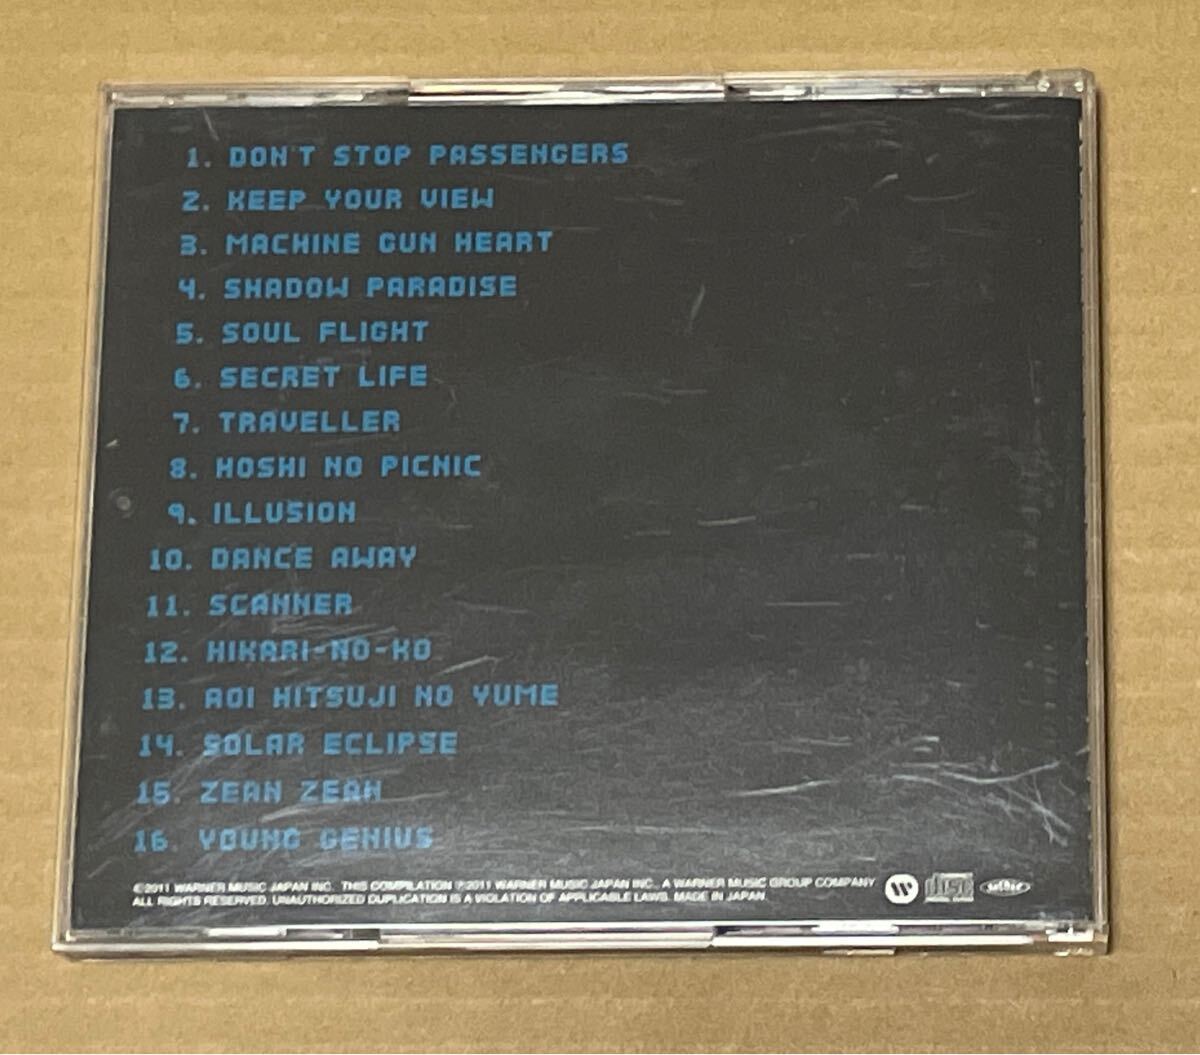 1. DON'T STOP PASSENGERS
2. KEEP YOUR VIEW
3. MACHINE GUN HEART
4. SHADOW PARADISE
5. SOUL FLIGHT
6. SECRET LIFE
7. TRAVELLER
8. HOSHI NO PICNIC
9. ILLUSION
10. DANCE AWAY
11. SCANNER
12. HIKARI-NO-KO
13. AOI HITSUJI NO YUME
14. SOLAR ECLIPSE
15. ZEAN ZEAH
16. YOUNG GENIUS
©2011 WARNER MUSIC JAPAN INC. THIS COMPILATION ℗2011 WARNER MUSIC JAPAN INC., A WARNER MUSIC GROUP COMPANY
ALL RIGHTS RESERVED. UNAUTHORIZED DUPLICATION IS A VIOLATION OF APPLICABLE LAWS. MADE IN JAPAN.
disc